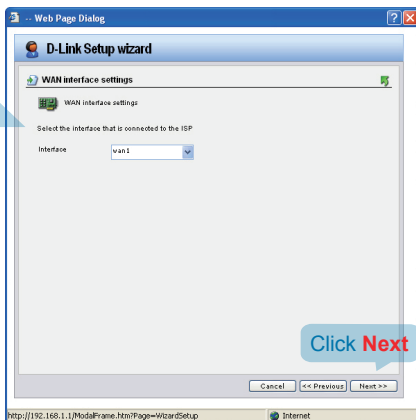 -- Web Page Dialog
D-Link Setup wizard
WAN interface settings
WAN interface settings
Select the interface that is connected to the ISP
Interface wan1
Click Next
Cancel << Previous Next >>
http://192.168.1.1/ModalFrame.htm?Page=WizardSetup Internet